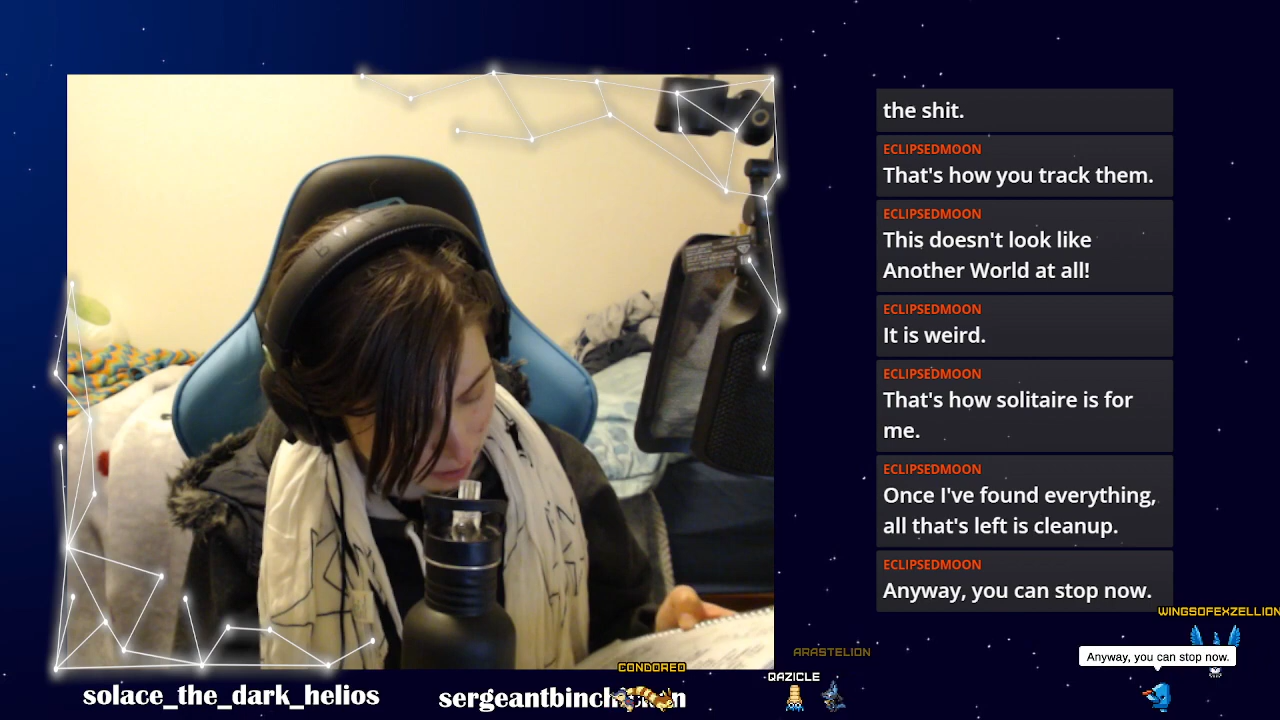 the shit.
ECLIPSEDMOON
That's how you track them.
ECLIPSEDMOON
This doesn't look like
Another World at all!
ECLIPSEDMOON
It is weird.
ECLIPSEDMOON
That's how solitaire is for
me.
ECLIPSEDMOON
Once I've found everything,
all that's left is cleanup.
ECLIPSEDMOON
Anyway, you can stop now.
WINGSOFEXZELLION
Anyway, you can stop now.
ARASTELION
CONDOREO
QAZICLE
solace_the_dark_helios